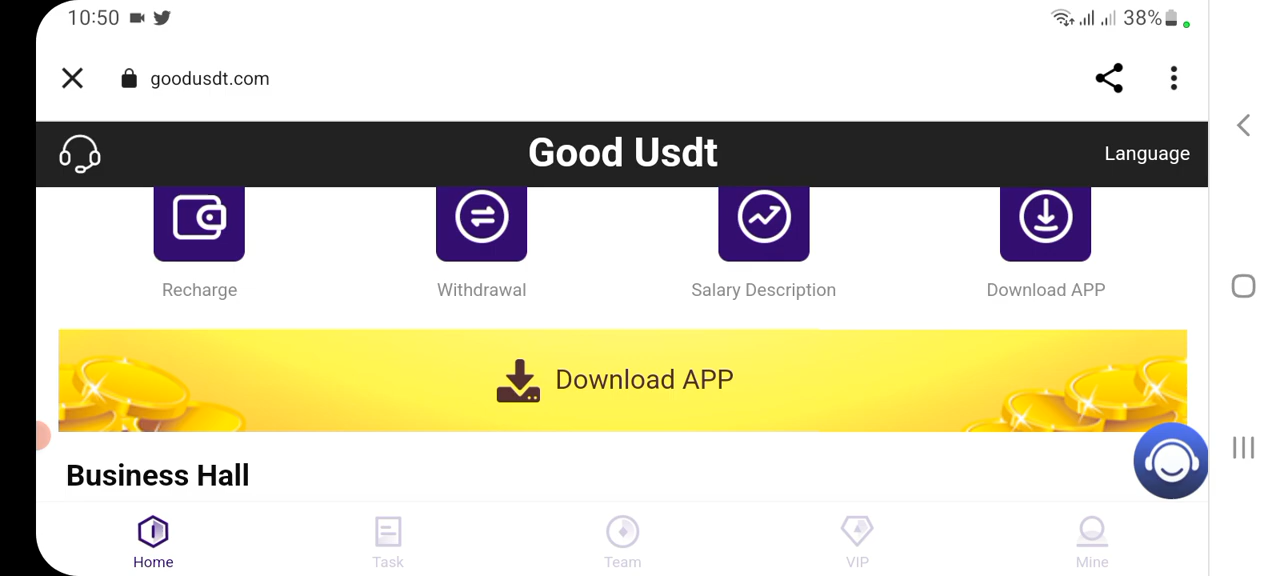 10:50 38%
goodusdt.com
Good Usdt Language
Recharge Withdrawal Salary Description Download APP
Download APP
Business Hall
Home Task Team VIP Mine